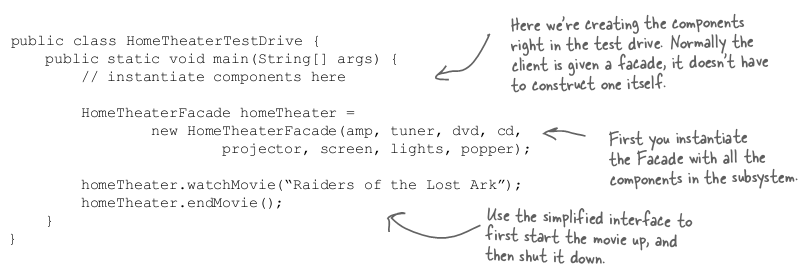 public class HomeTheaterTestDrive {
public static void main(String[] args) {
// instantiate components here
Here we're creating the components
right in the test drive. Normally the
client is given a facade, it doesn't have
to construct one itself.
HomeTheaterFacade homeTheater =
new HomeTheaterFacade(amp, tuner, dvd, cd,
projector, screen, lights, popper);
First you instantiate
the Facade with all the
components in the subsystem.
homeTheater.watchMovie(“Raiders of the Lost Ark”);
homeTheater.endMovie();
}
}
Use the simplified interface to
first start the movie up, and
then shut it down.